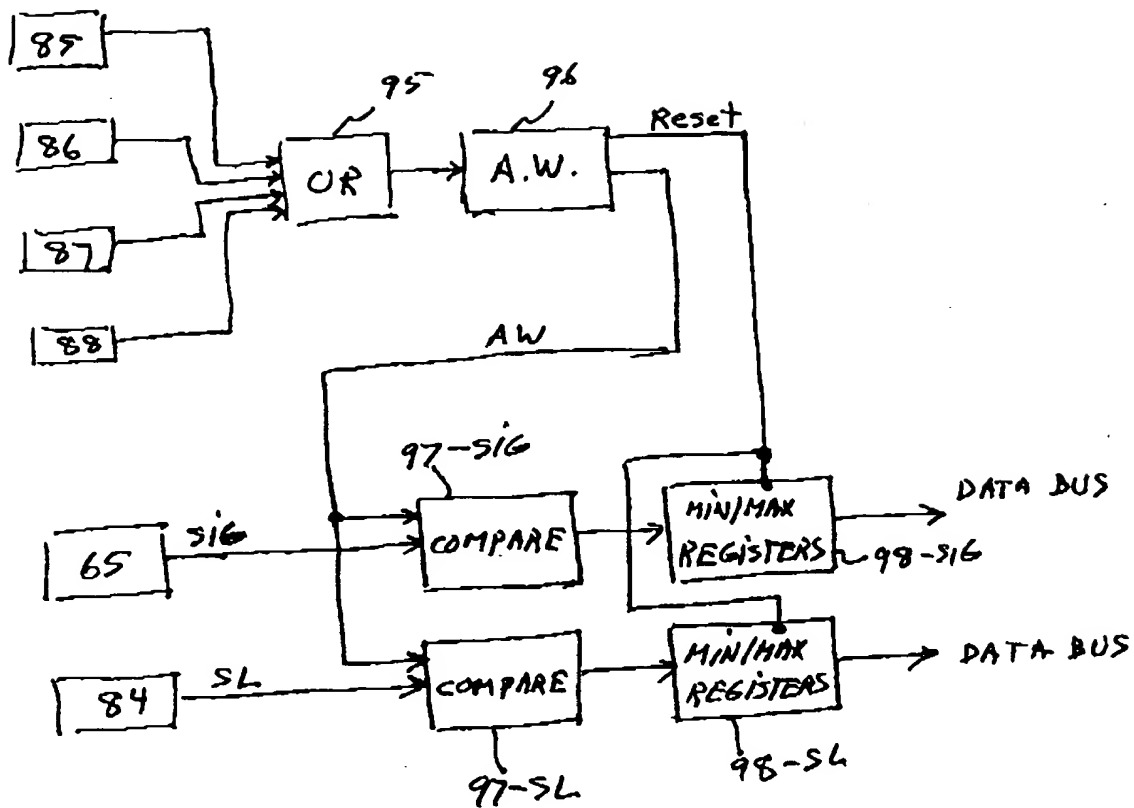 85
95
96
Reset
86
OR
A.W.
87
88
AW
97-SIG
MIN/MAX
REGISTERS
DATA BUS
98-SIG
65
SIG
COMPARE
84
SL
COMPARE
MIN/MAX
REGISTERS
DATA BUS
97-SL
98-SL